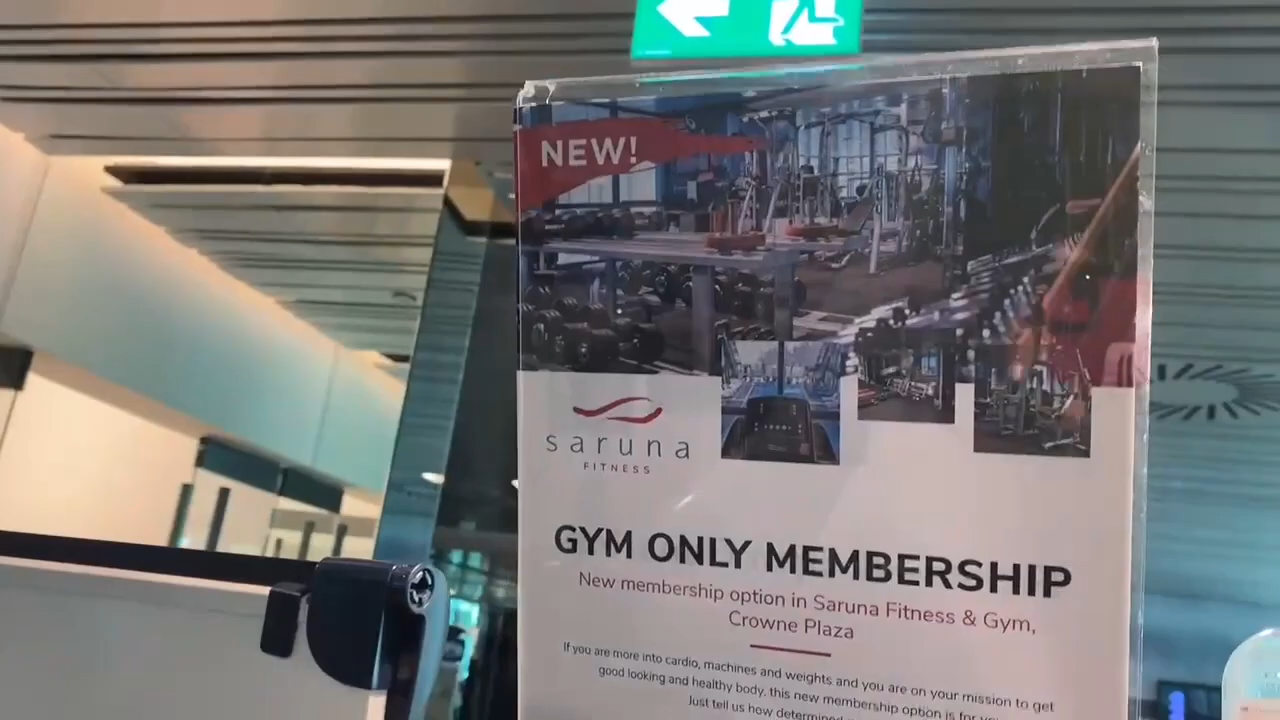 NEW!
saruna
FITNESS
GYM ONLY MEMBERSHIP
New membership option in Saruna Fitness & Gym,
Crowne Plaza
If you are more into cardio, machines and weights and you are on your mission to get
good looking and healthy body, this new membership option is for
Just tell us how determined